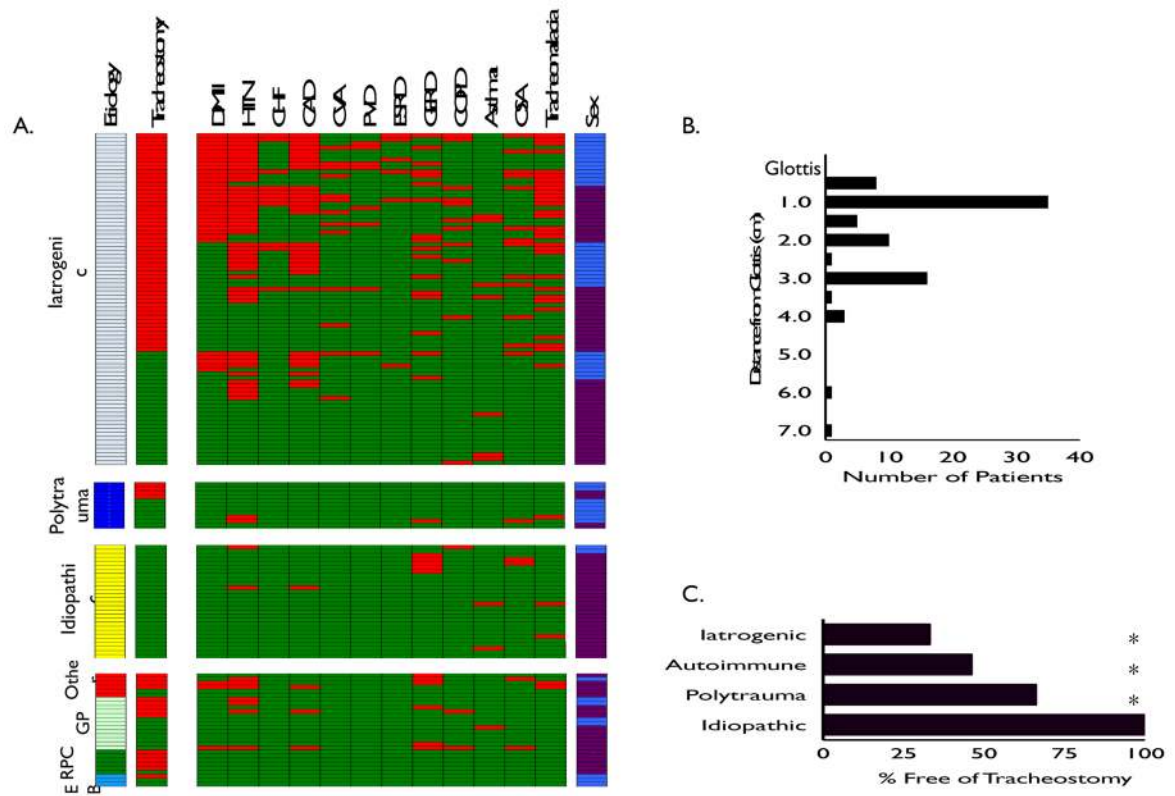 A.
Etiology
Tracheostomy
DMII
HTN
CHF
CAD
CVA
PVD
ESRD
GERD
COPD
Asthma
OSA
Tracheomalacia
Sex
Iatrogeni
c
Polytra
uma
Idiopathi
c
Othe
r
GP
RPC
E
B
B.
Distance from Glottis (cm)
Glottis
1.0
2.0
3.0
4.0
5.0
6.0
7.0
0 10 20 30 40
Number of Patients
C.
Iatrogenic *
Autoimmune *
Polytrauma *
Idiopathic
0 25 50 75 100
% Free of Tracheostomy